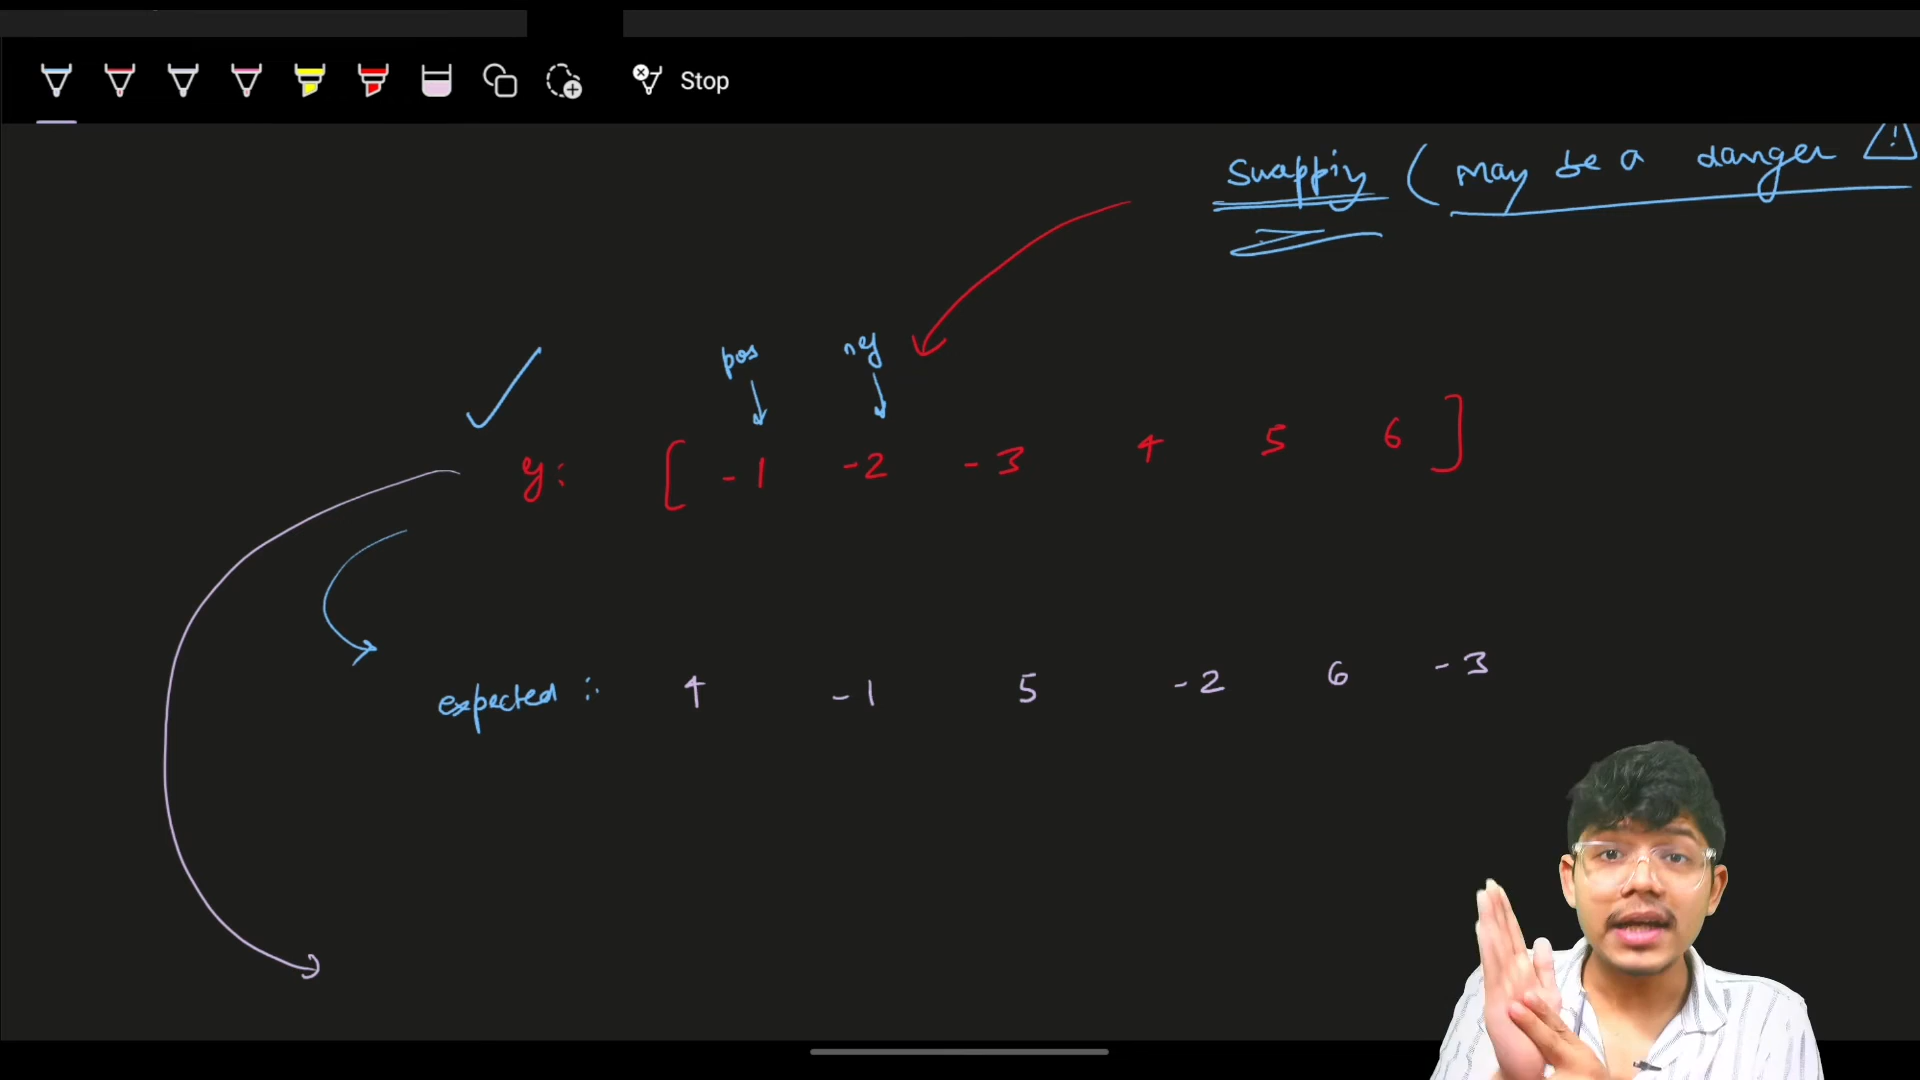 Stop
Swapping ( may be a danger
pos neg
y: [ -1 -2 -3 4 5 6 ]
expected : 4 -1 5 -2 6 -3